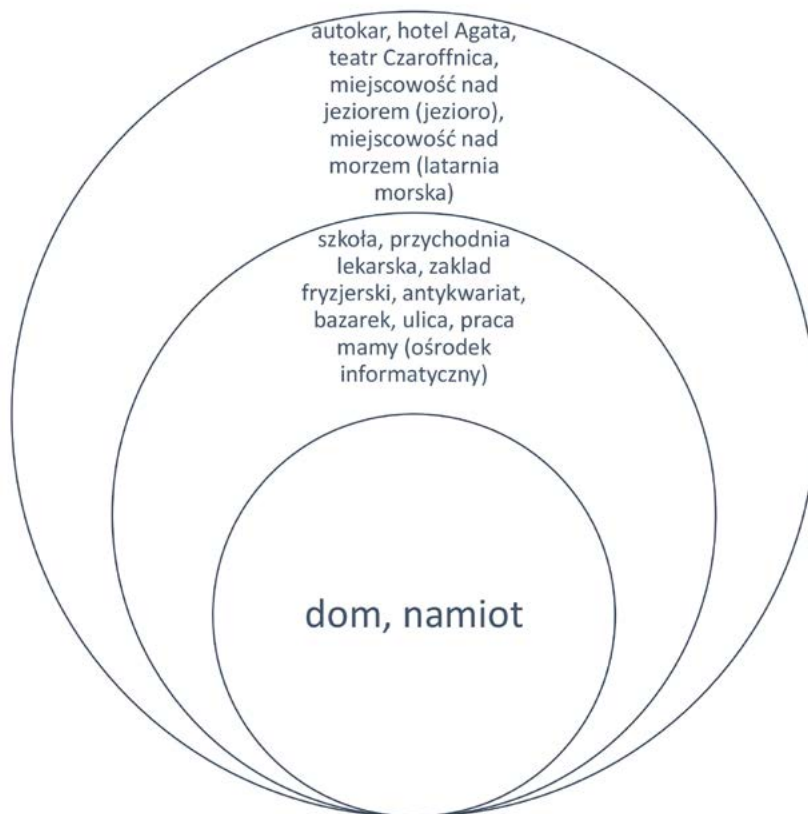 autokar, hotel Agata,
teatr Czaroffnica,
miejscowość nad
jeziorem (jezioro),
miejscowość nad
morzem (latarnia
morska)
szkoła, przychodnia
lekarska, zaklad
fryzjerski, antykwariat,
bazarek, ulica, praca
mamy (ośrodek
informatyczny)
dom, namiot